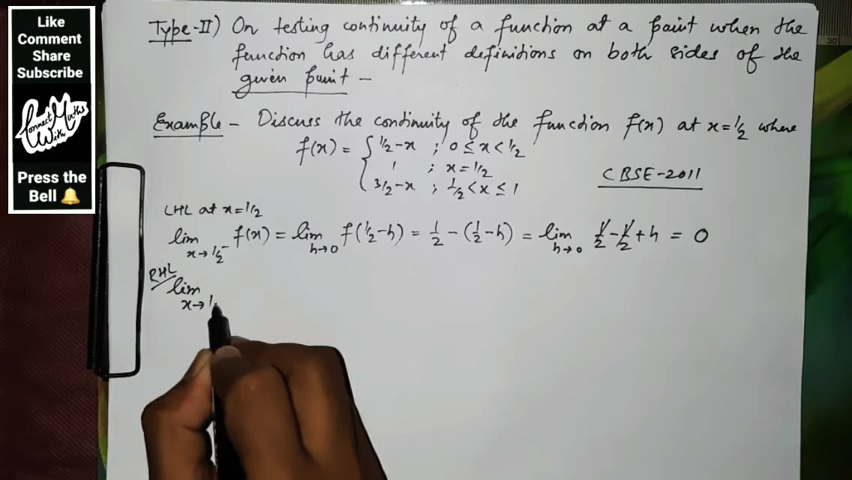 Like
Comment
Share
Subscribe
Connect
With Maths
Press the
Bell 🔔
Type-II) On testing continuity of a function at a point when the
function has different definitions on both sides of the
given point –
Example – Discuss the continuity of the function f(x) at x=1/2 where
f(x) = { 1/2-x ; 0 ≤ x < 1/2
1 ; x=1/2
3/2-x ; 1/2 < x ≤ 1
CBSE-2011
LHL at x=1/2
lim x→1/2⁻ f(x) = lim h→0 f(1/2-h) = 1/2 - (1/2-h) = lim h→0 1/2 - 1/2 + h = 0
RHL
lim x→1